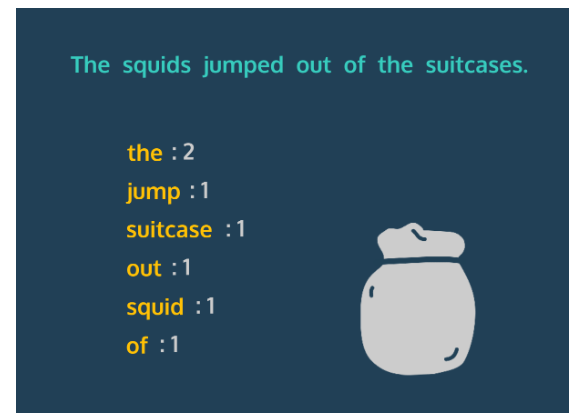 The squids jumped out of the suitcases.
the : 2
jump : 1
suitcase : 1
out : 1
squid : 1
of : 1